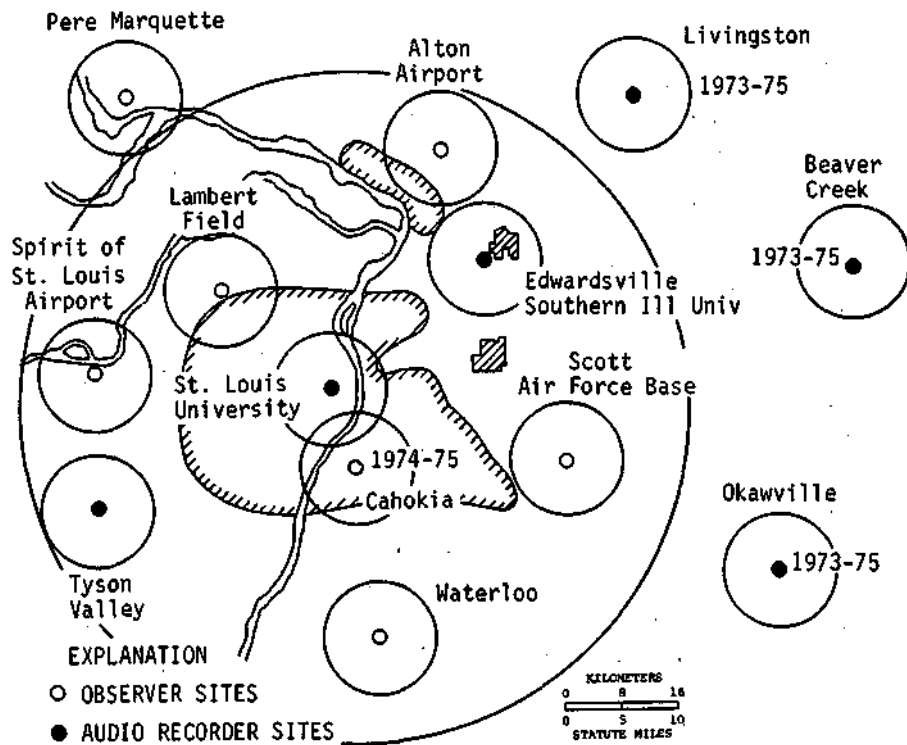 Pere Marquette
Alton
Airport
Livingston
1973-75
Beaver
Creek
1973-75
Lambert
Field
Spirit of
St. Louis
Airport
Edwardsville
Southern Ill Univ
St. Louis
University
Scott
Air Force Base
1974-75
Cahokia
Okawville
1973-75
Tyson
Valley
Waterloo
EXPLANATION
OBSERVER SITES
AUDIO RECORDER SITES
KILOMETERS
0 8 16
0 5 10
STATUTE MILES